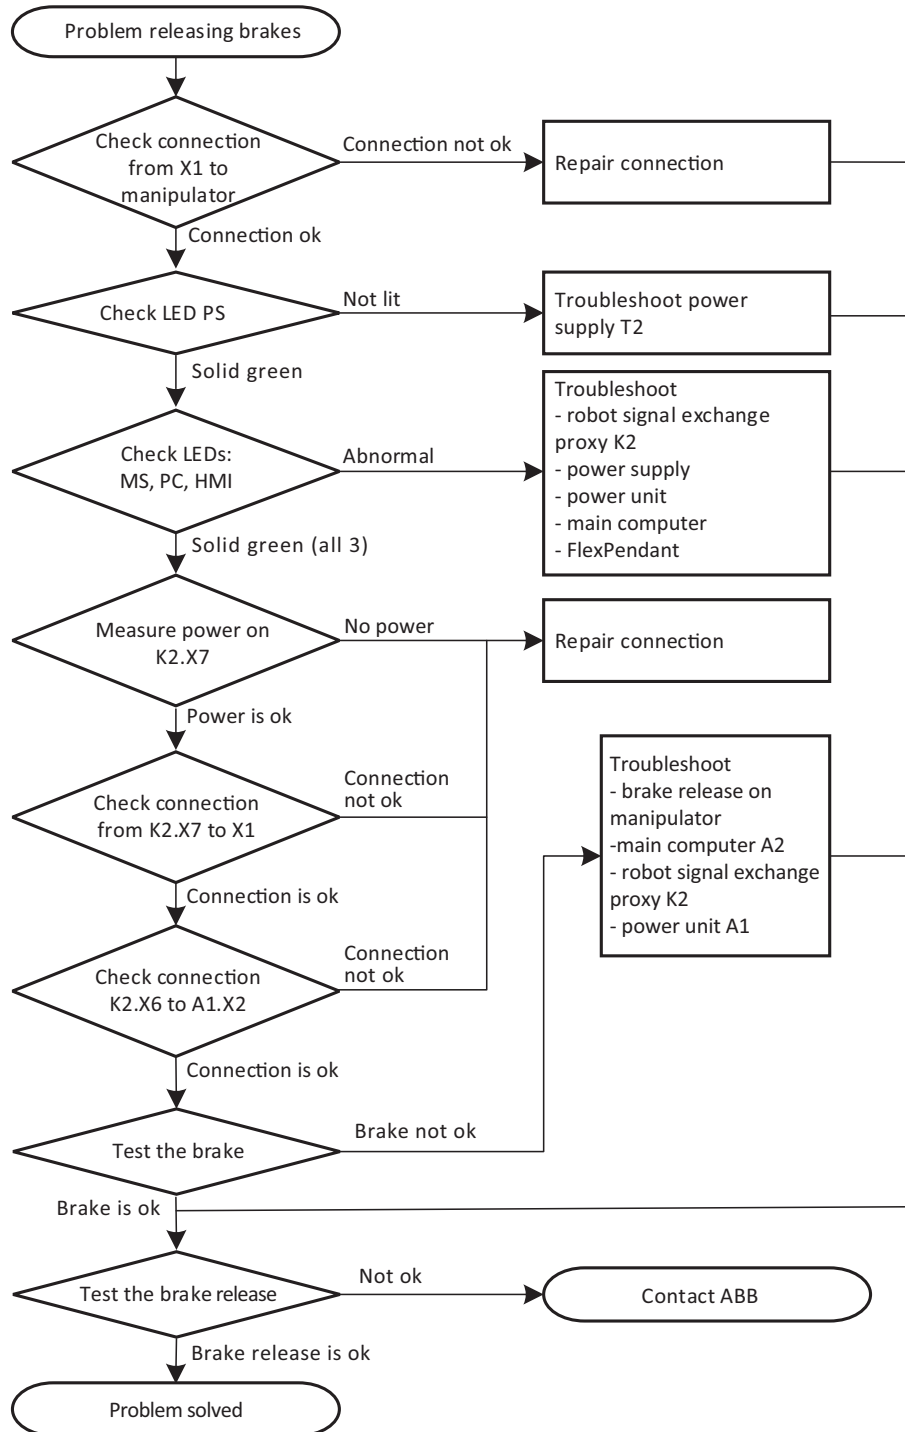 Problem releasing brakes
Check connection
from X1 to
manipulator
Connection not ok
Repair connection
Connection ok
Check LED PS
Not lit
Troubleshoot power
supply T2
Solid green
Check LEDs:
MS, PC, HMI
Abnormal
Troubleshoot
- robot signal exchange
proxy K2
- power supply
- power unit
- main computer
- FlexPendant
Solid green (all 3)
Measure power on
K2.X7
No power
Repair connection
Power is ok
Check connection
from K2.X7 to X1
Connection
not ok
Connection is ok
Check connection
K2.X6 to A1.X2
Connection
not ok
Troubleshoot
- brake release on
manipulator
-main computer A2
- robot signal exchange
proxy K2
- power unit A1
Connection is ok
Test the brake
Brake not ok
Brake is ok
Test the brake release
Not ok
Contact ABB
Brake release is ok
Problem solved